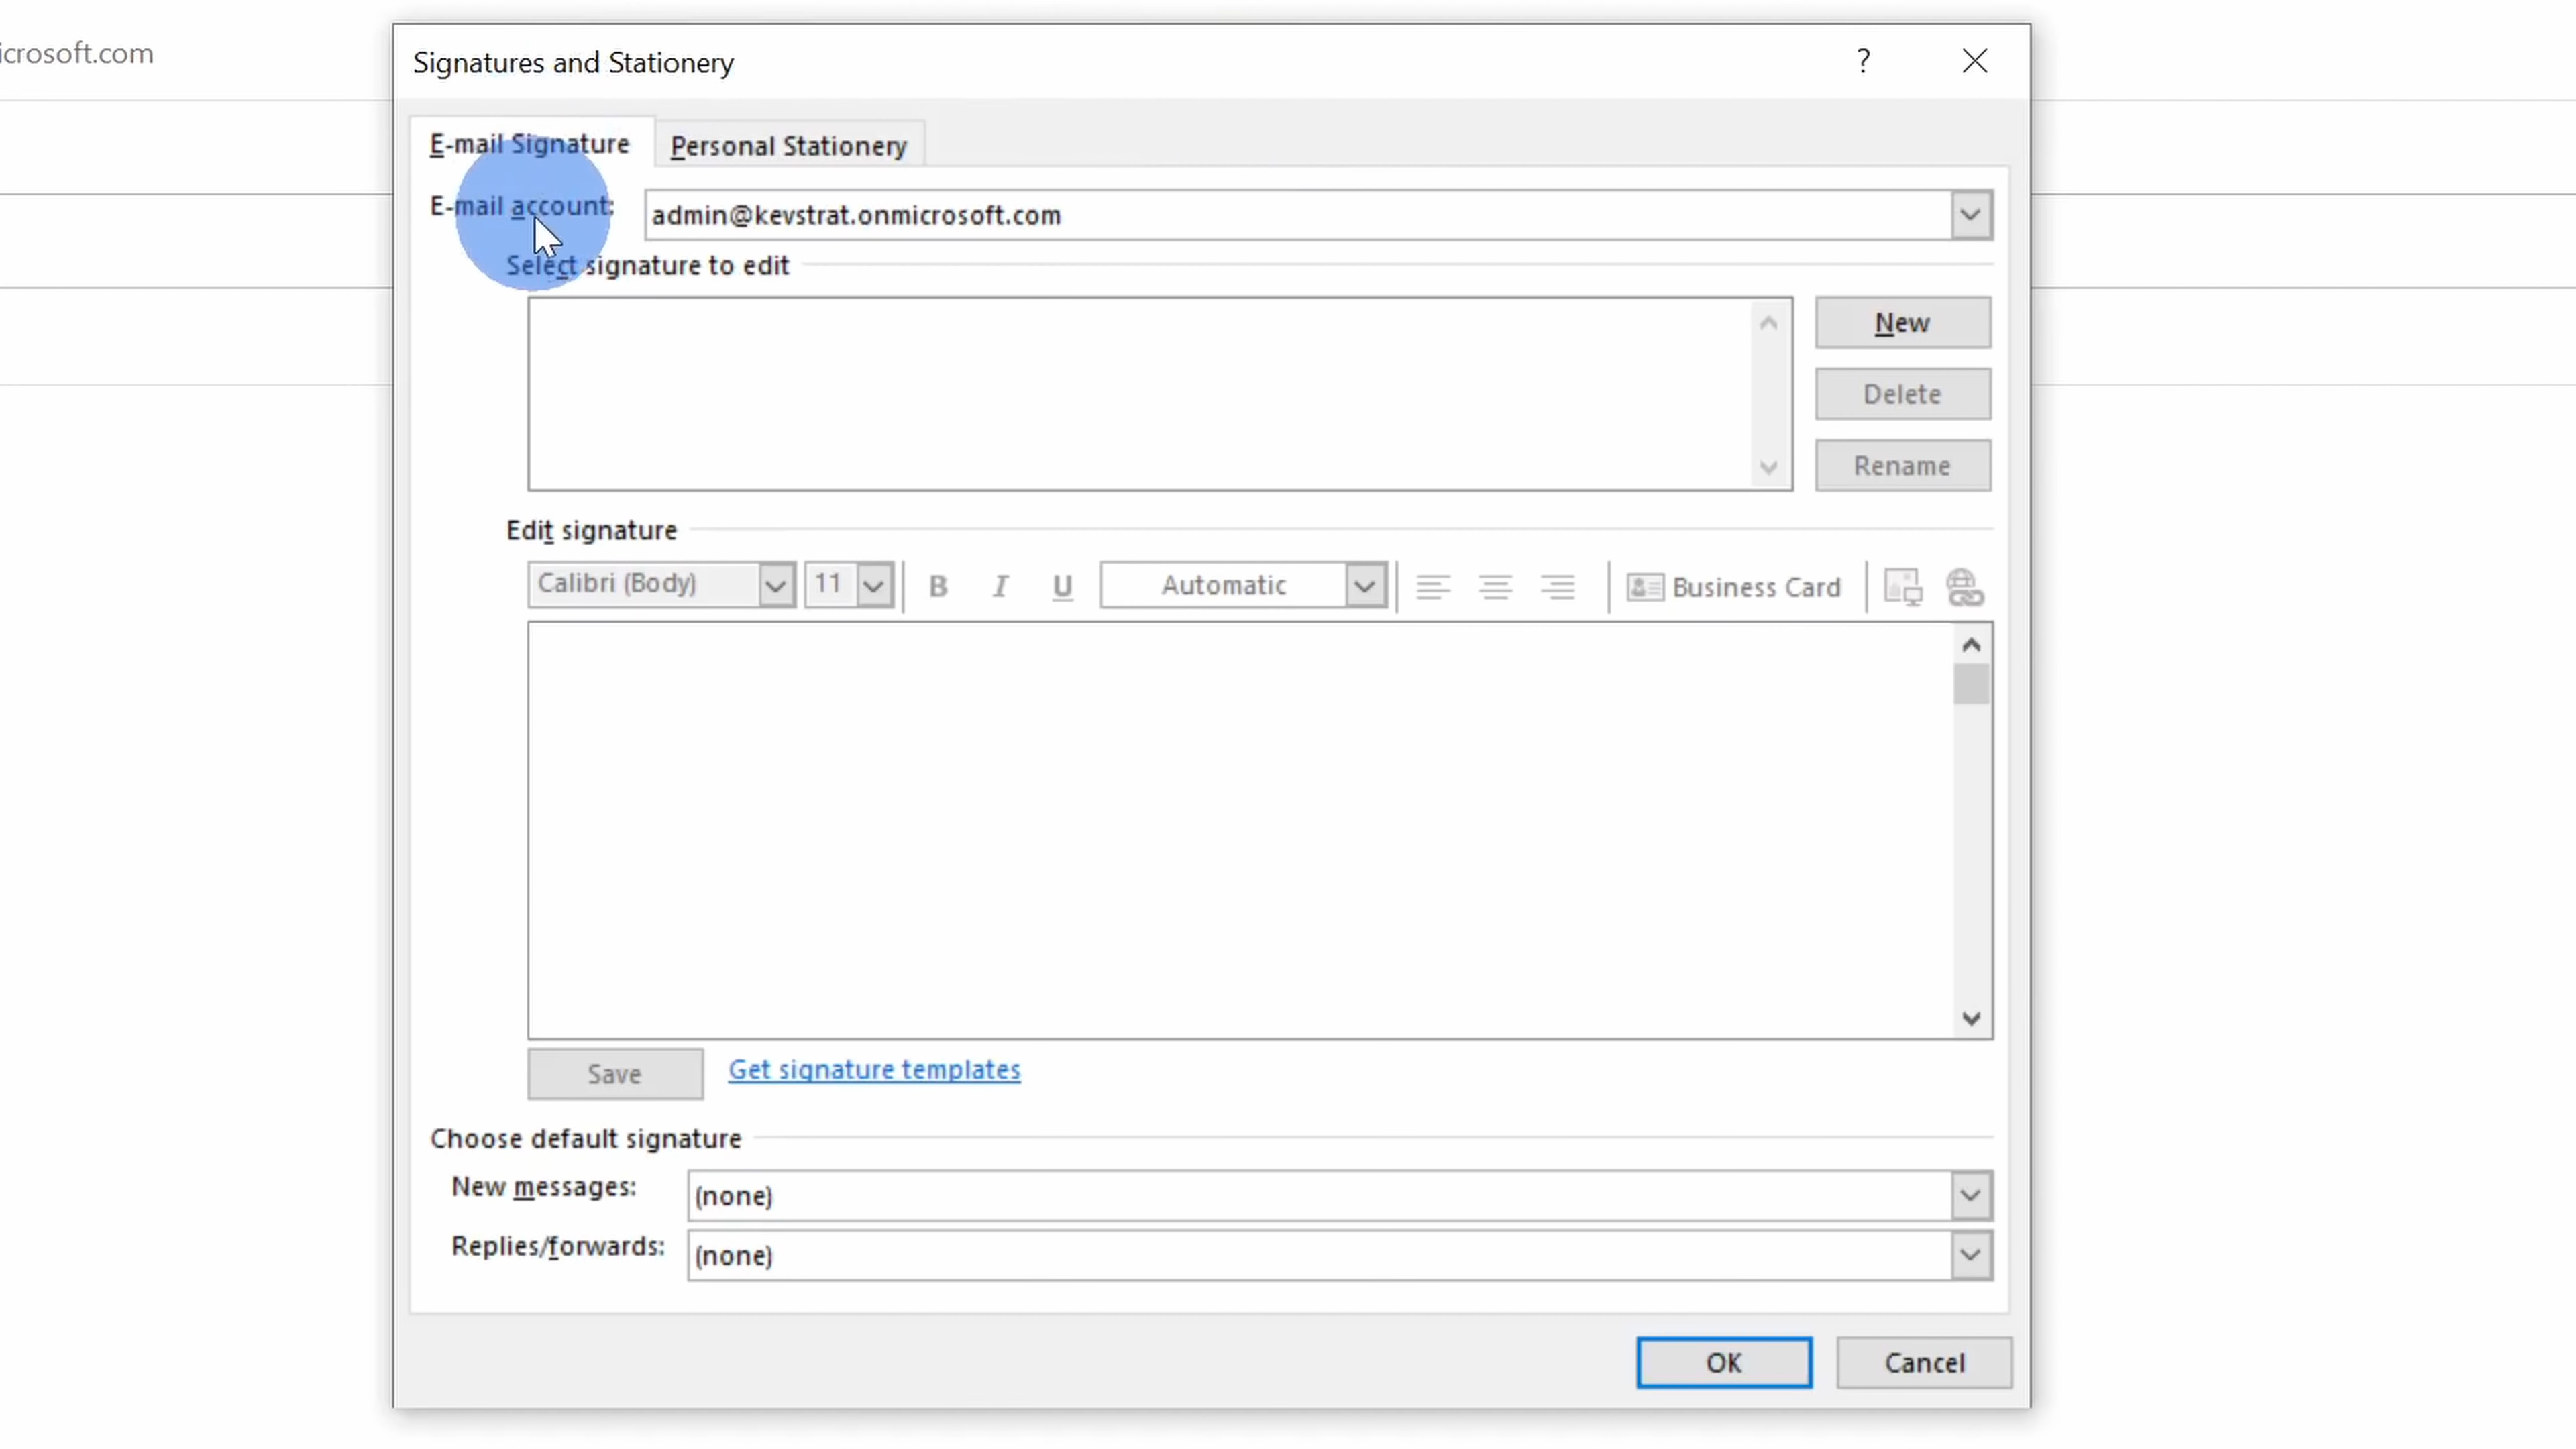 icrosoft.com
Signatures and Stationery ?
E-mail Signature Personal Stationery
E-mail account: admin@kevstrat.onmicrosoft.com
Select signature to edit
New
Delete
Rename
Edit signature
Calibri (Body) 11 B I U Automatic Business Card
Save Get signature templates
Choose default signature
New messages: (none)
Replies/forwards: (none)
OK Cancel